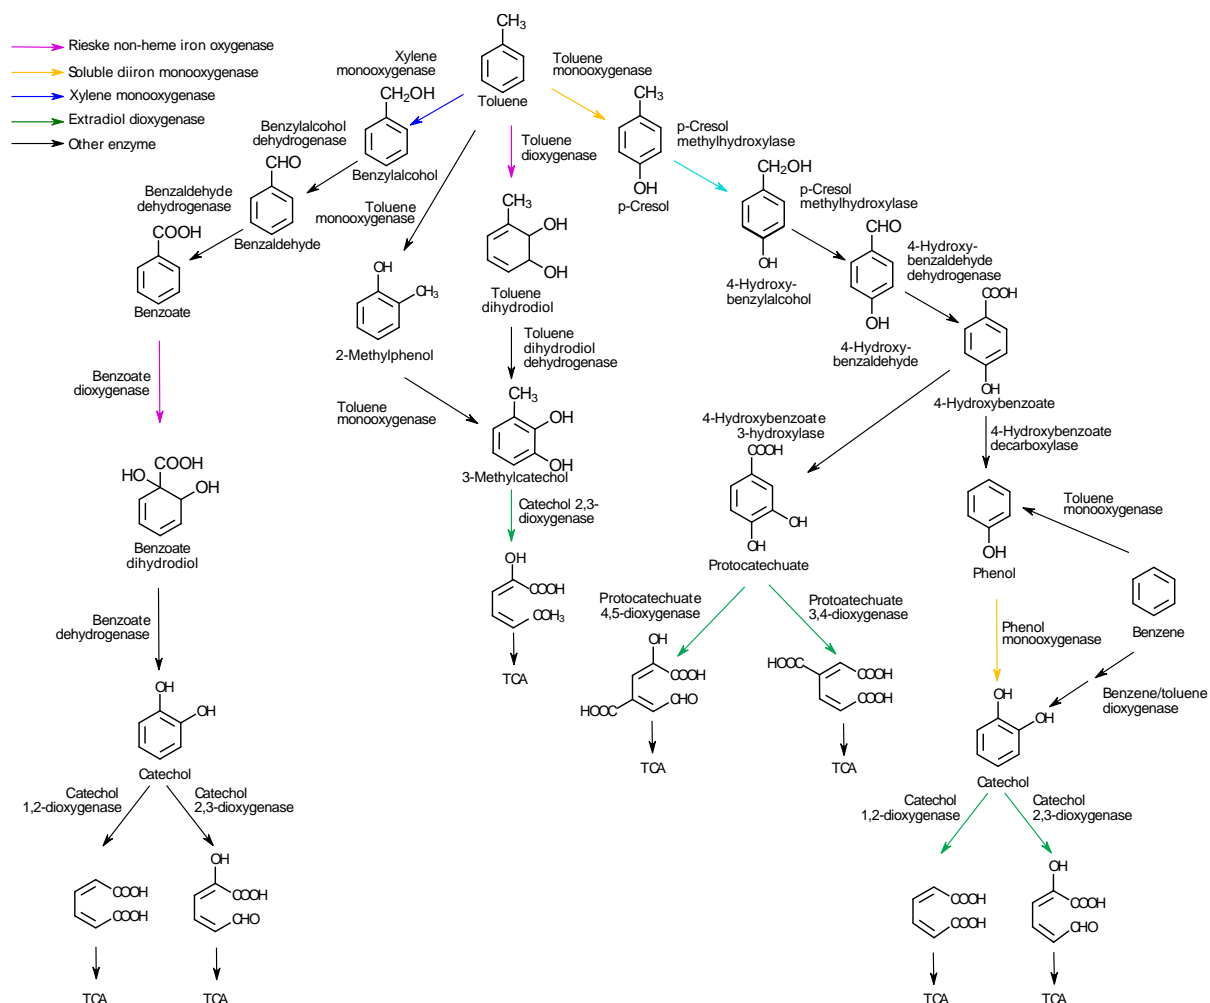 Rieske non-heme iron oxygenase
Soluble diiron monooxygenase
Xylene monooxygenase
Extradiol dioxygenase
Other enzyme
CH3
Toluene
Xylene
monooxygenase
Toluene
monooxygenase
CH2OH
Benzylalcohol
Benzylalcohol
dehydrogenase
CHO
Benzaldehyde
Benzaldehyde
dehydrogenase
COOH
Benzoate
Benzoate
dioxygenase
HO
COOH
OH
Benzoate
dihydrodiol
Benzoate
dehydrogenase
OH
OH
Catechol
Catechol
1,2-dioxygenase
Catechol
2,3-dioxygenase
COOH
COOH
TCA
OH
COOH
CHO
TCA
Toluene
monooxygenase
OH
CH3
2-Methylphenol
Toluene
monooxygenase
Toluene
dioxygenase
CH3
OH
OH
Toluene
dihydrodiol
Toluene
dihydrodiol
dehydrogenase
CH3
OH
OH
3-Methylcatechol
Catechol 2,3-
dioxygenase
OH
COOH
COH3
TCA
CH3
OH
p-Cresol
p-Cresol
methylhydroxylase
CH2OH
OH
4-Hydroxy-
benzylalcohol
p-Cresol
methylhydroxylase
CHO
OH
4-Hydroxy-
benzaldehyde
4-Hydroxy-
benzaldehyde
dehydrogenase
COOH
OH
4-Hydroxybenzoate
4-Hydroxybenzoate
3-hydroxylase
COOH
OH
OH
Protocatechuate
Protocatechuate
4,5-dioxygenase
Protoatechuate
3,4-dioxygenase
OH
COOH
CHO
HOOC
TCA
HOOC
COOH
COOH
TCA
4-Hydroxybenzoate
decarboxylase
OH
Phenol
Toluene
monooxygenase
Benzene
Phenol
monooxygenase
Benzene/toluene
dioxygenase
OH
OH
Catechol
Catechol
1,2-dioxygenase
Catechol
2,3-dioxygenase
COOH
COOH
TCA
OH
COOH
CHO
TCA